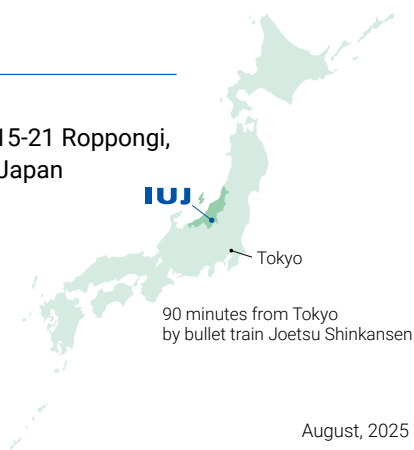 15-21 Roppongi,
Japan
IUJ
Tokyo
90 minutes from Tokyo
by bullet train Joetsu Shinkansen
August, 2025